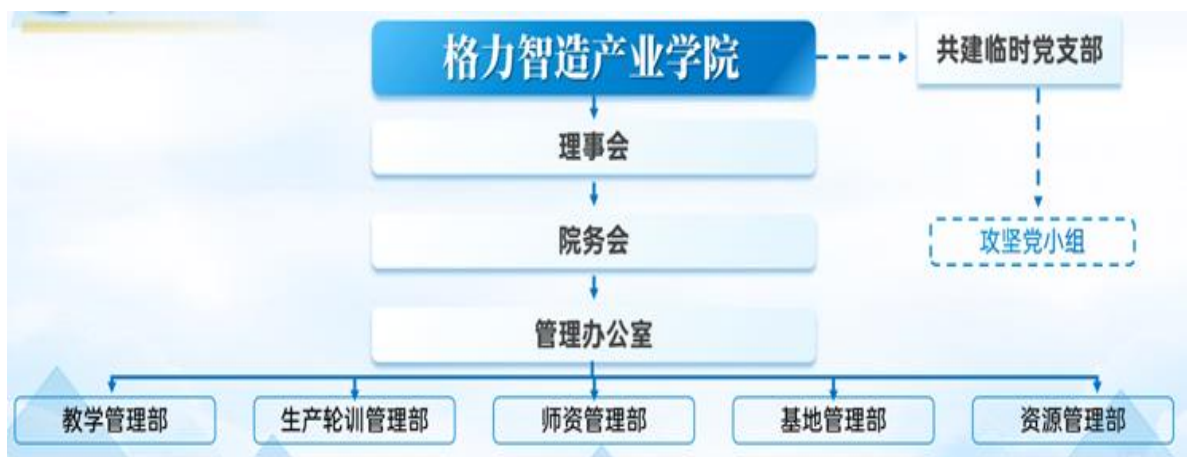 格力智造产业学院
共建临时党支部
理事会
院务会
攻坚党小组
管理办公室
教学管理部
生产轮训管理部
师资管理部
基地管理部
资源管理部